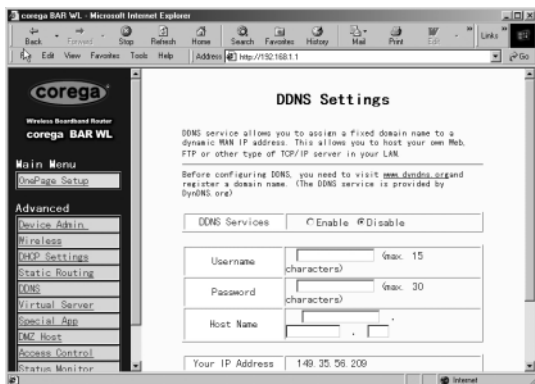 corega BAR WL - Microsoft Internet Explorer
Back Forward Stop Refresh Home Search Favorites History Mail Print Edit Links
File Edit View Favorites Tools Help Address http://192.168.1.1 Go
corega
Wireless Boardband Router
corega BAR WL
Main Menu
OnePage Setup
Advanced
Device Admin.
Wireless
DHCP Settings
Static Routing
DDNS
Virtual Server
Special App
DMZ Host
Access Control
Status Monitor
DDNS Settings
DDNS service allows you to assign a fixed domain name to a
dynamic WAN IP address. This allows you to host your own Web,
FTP or other type of TCP/IP server in your LAN.
Before configuring DDNS, you need to visit www.dyndns.organd
register a domain name. (The DDNS service is provided by
DynDNS.org)
DDNS Services Enable Disable
Username (max. 15
characters)
Password (max. 30
characters)
Host Name .
.
Your IP Address 149.35.56.209
Internet